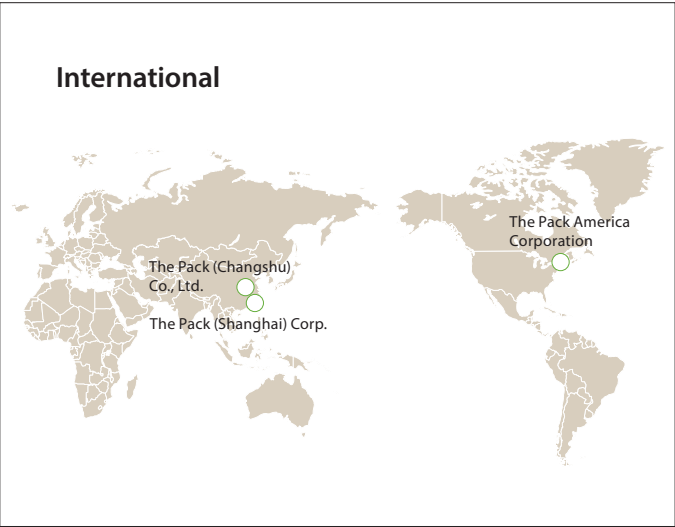 International
The Pack America
Corporation
The Pack (Changshu)
Co., Ltd.
The Pack (Shanghai) Corp.